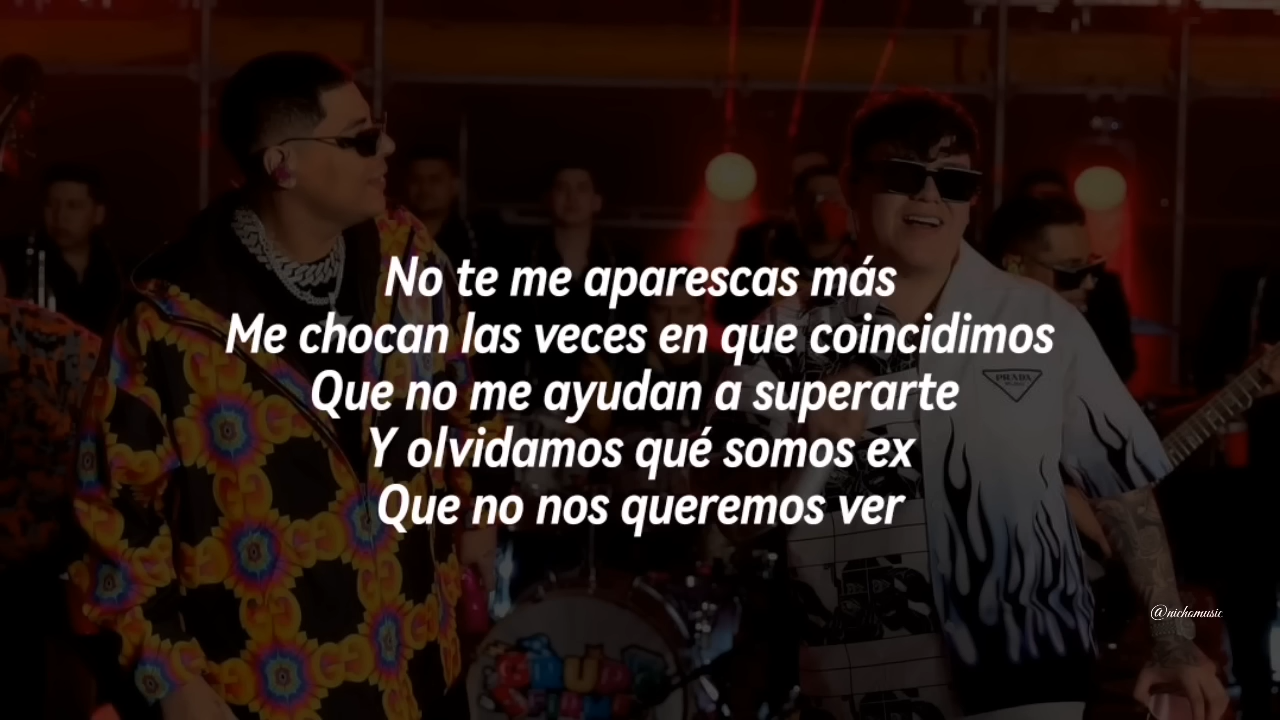 No te me aparescas más
Me chocan las veces en que coincidimos
Que no me ayudan a superarte
Y olvidamos qué somos ex
Que no nos queremos ver
PRADA
@nichomusic